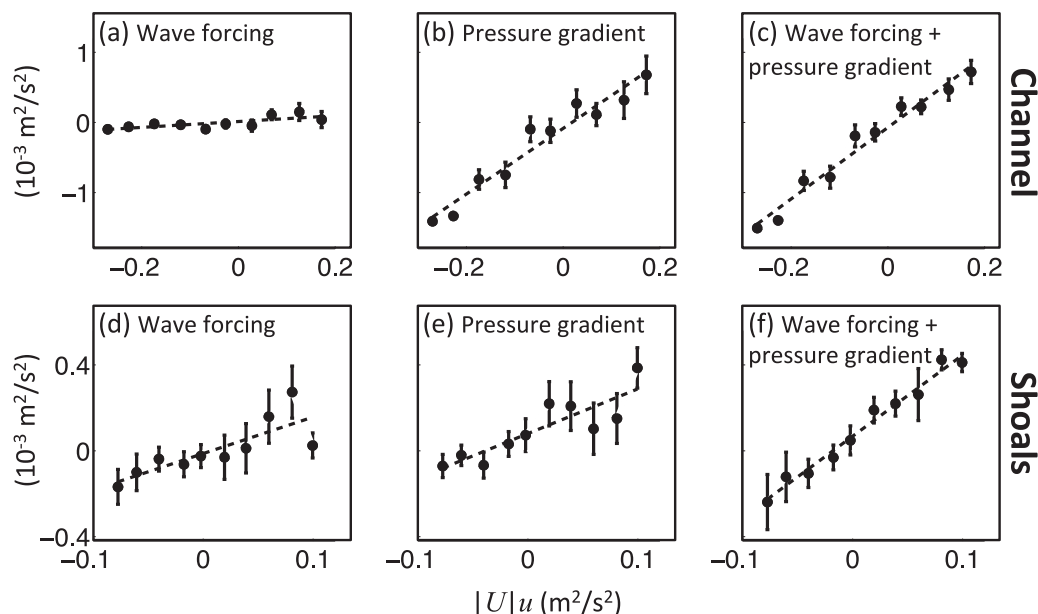 (a) Wave forcing
(b) Pressure gradient
(c) Wave forcing +
pressure gradient
Channel
(10⁻³ m²/s²)
1
0
−1
−0.2 0 0.2
−0.2 0 0.2
−0.2 0 0.2
(d) Wave forcing
(e) Pressure gradient
(f) Wave forcing +
pressure gradient
Shoals
(10⁻³ m²/s²)
0.4
0
−0.4
−0.1 0 0.1
−0.1 0 0.1
−0.1 0 0.1
|U|u (m²/s²)